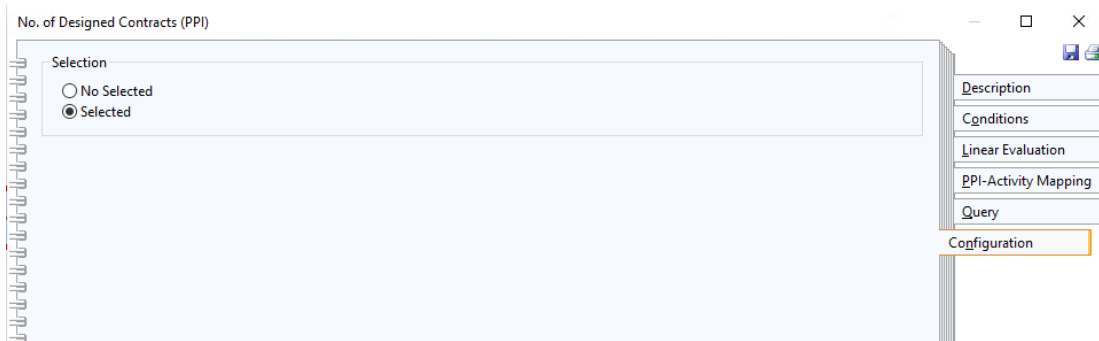 No. of Designed Contracts (PPI)
Selection
No Selected
Selected
Description
Conditions
Linear Evaluation
PPI-Activity Mapping
Query
Configuration